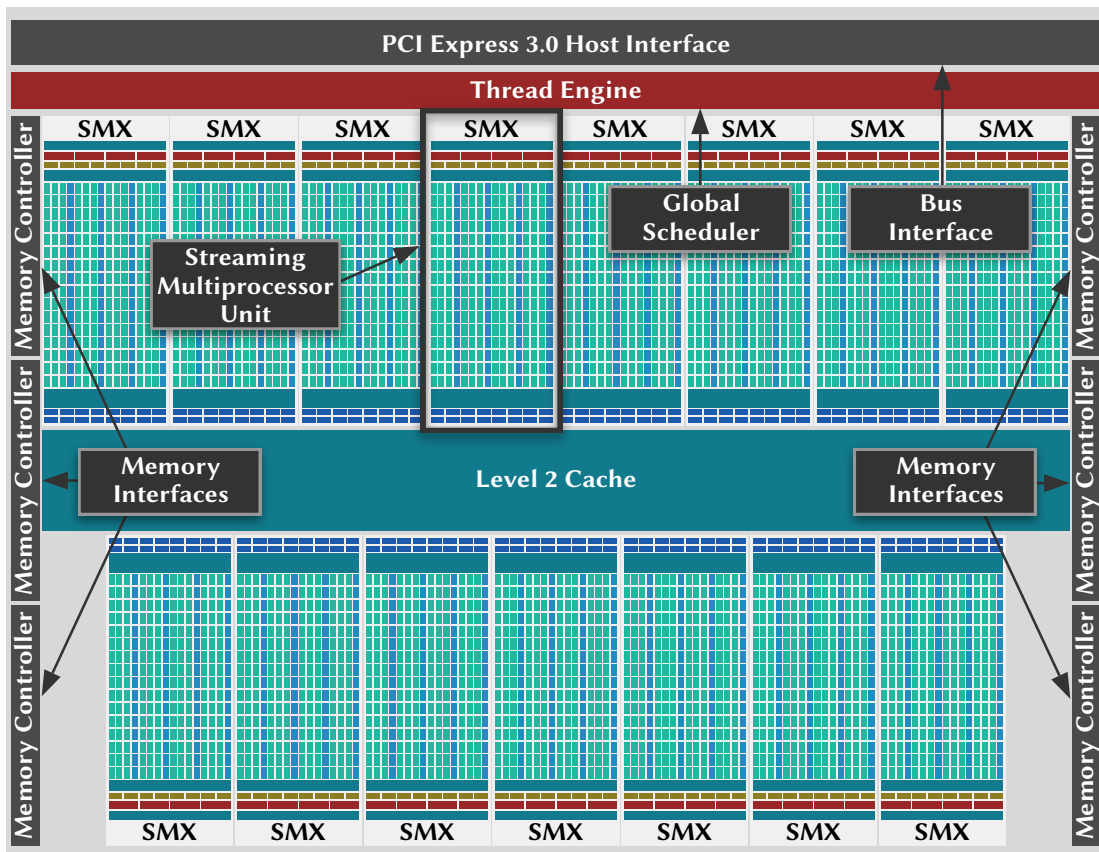 PCI Express 3.0 Host Interface
Thread Engine
SMX SMX SMX SMX SMX SMX SMX SMX
Memory Controller
Memory Controller
Global
Scheduler
Bus
Interface
Streaming
Multiprocessor
Unit
Memory Controller
Memory
Interfaces
Level 2 Cache
Memory
Interfaces
Memory Controller
Memory Controller
Memory Controller
SMX SMX SMX SMX SMX SMX SMX